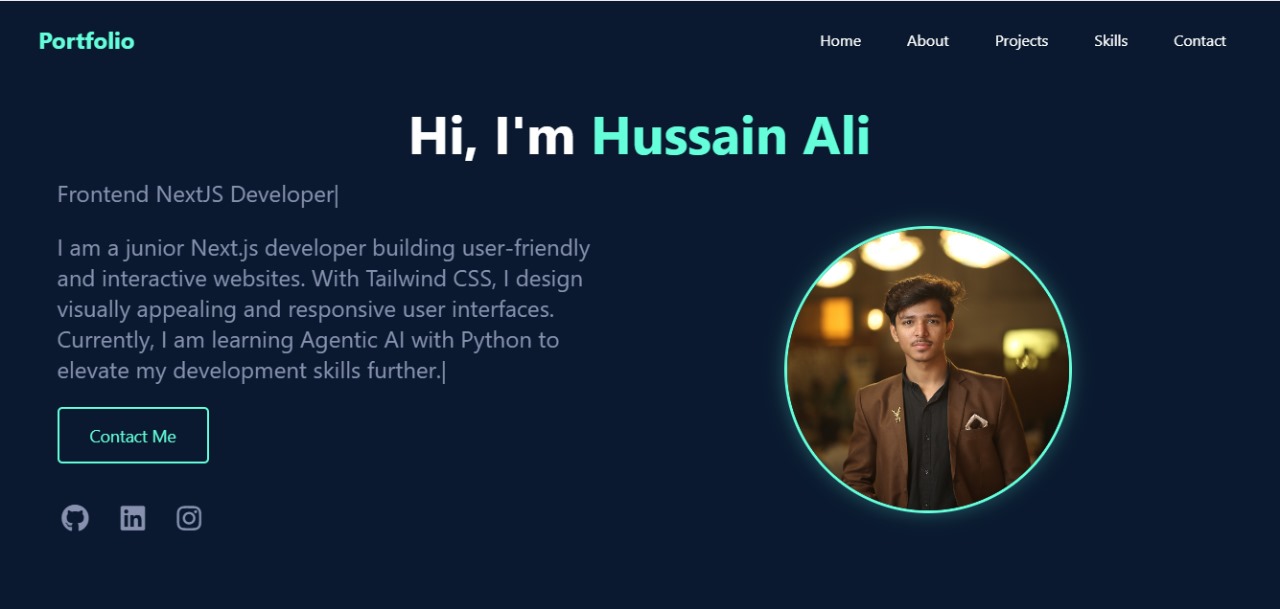 Portfolio
Home About Projects Skills Contact
Hi, I'm Hussain Ali
Frontend NextJS Developer|
I am a junior Next.js developer building user-friendly
and interactive websites. With Tailwind CSS, I design
visually appealing and responsive user interfaces.
Currently, I am learning Agentic AI with Python to
elevate my development skills further.|
Contact Me